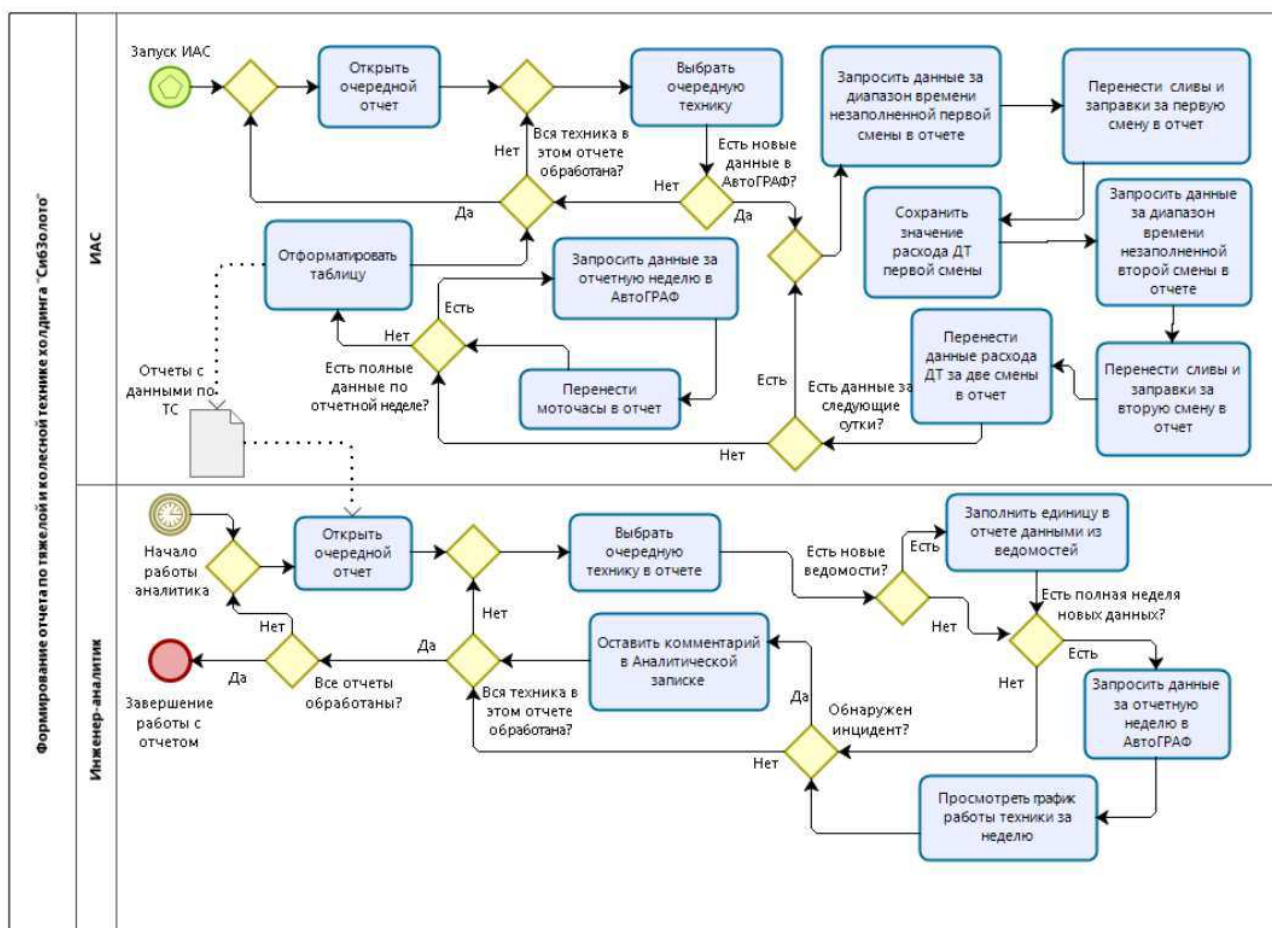 Формирование отчета по тяжелой и колесной технике холдинга "СибЗолото"
ИАС
Запуск ИАС
Открыть
очередной
отчет
Выбрать
очередную
технику
Запросить данные за
диапазон времени
незаполненной первой
смены в отчете
Перенести сливы и
заправки за первую
смену в отчет
Вся техника в
этом отчете
обработана?
Нет
Да
Есть новые
данные в
АвтоГРАФ?
Нет
Да
Сохранить
значение
расхода ДТ
первой смены
Запросить данные
за диапазон
времени
незаполненной
второй смены в
отчете
Отформатировать
таблицу
Запросить данные за
отчетную неделю в
АвтоГРАФ
Есть
Нет
Есть полные
данные по
отчетной неделе?
Перенести
моточасы в отчет
Перенести
данные расхода
ДТ за две смены
в отчет
Перенести сливы и
заправки за
вторую смену в
отчет
Есть
Есть данные за
следующие
сутки?
Нет
Отчеты с
данными по
ТС
Инженер-аналитик
Начало
работы
аналитика
Открыть
очередной
отчет
Выбрать
очередную
технику в отчете
Есть новые
ведомости?
Есть
Нет
Заполнить единицу в
отчете данными из
ведомостей
Есть полная неделя
новых данных?
Есть
Нет
Запросить данные
за отчетную
неделю в
АвтоГРАФ
Просмотреть график
работы техники за
неделю
Обнаружен
инцидент?
Да
Нет
Оставить комментарий
в Аналитической
записке
Вся техника в
этом отчете
обработана?
Нет
Да
Все отчеты
обработаны?
Нет
Да
Завершение
работы с
отчетом